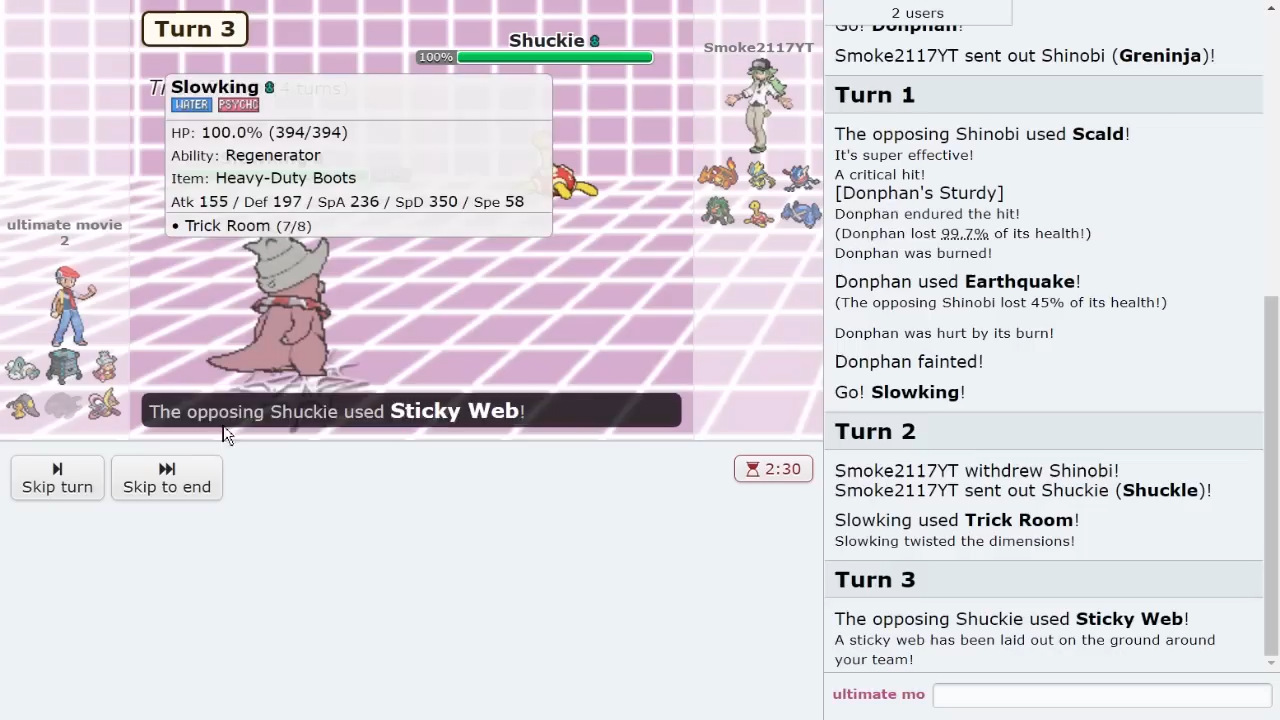 Turn 3
Shuckie
100%
Smoke2117YT
Slowking
4 turns)
WATER PSYCHC
HP: 100.0% (394/394)
Ability: Regenerator
Item: Heavy-Duty Boots
Atk 155 / Def 197 / SpA 236 / SpD 350 / Spe 58
• Trick Room (7/8)
ultimate movie
2
The opposing Shuckie used Sticky Web!
Skip turn
Skip to end
2:30
2 users
Go! Donphan!
Smoke2117YT sent out Shinobi (Greninja)!
Turn 1
The opposing Shinobi used Scald!
It's super effective!
A critical hit!
[Donphan's Sturdy]
Donphan endured the hit!
(Donphan lost 99.7% of its health!)
Donphan was burned!
Donphan used Earthquake!
(The opposing Shinobi lost 45% of its health!)
Donphan was hurt by its burn!
Donphan fainted!
Go! Slowking!
Turn 2
Smoke2117YT withdrew Shinobi!
Smoke2117YT sent out Shuckie (Shuckle)!
Slowking used Trick Room!
Slowking twisted the dimensions!
Turn 3
The opposing Shuckie used Sticky Web!
A sticky web has been laid out on the ground around
your team!
ultimate mo